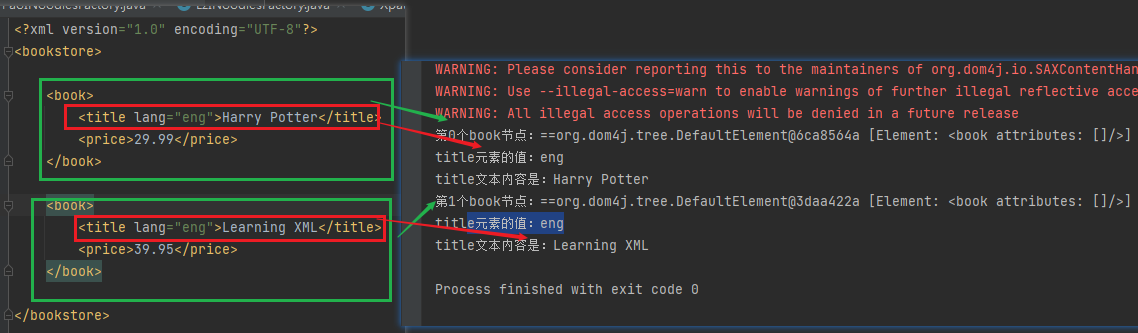 LZINoodlesFactory.java
<?xml version="1.0" encoding="UTF-8"?>
<bookstore>
<book>
<title lang="eng">Harry Potter</title>
<price>29.99</price>
</book>
<book>
<title lang="eng">Learning XML</title>
<price>39.95</price>
</book>
</bookstore>
WARNING: Please consider reporting this to the maintainers of org.dom4j.io.SAXContentHan
WARNING: Use --illegal-access=warn to enable warnings of further illegal reflective acce
WARNING: All illegal access operations will be denied in a future release
第0个book节点：==org.dom4j.tree.DefaultElement@6ca8564a [Element: <book attributes: []/>]
title元素的值：eng
title文本内容是：Harry Potter
第1个book节点：==org.dom4j.tree.DefaultElement@3daa422a [Element: <book attributes: []/>]
title元素的值：eng
title文本内容是：Learning XML
Process finished with exit code 0